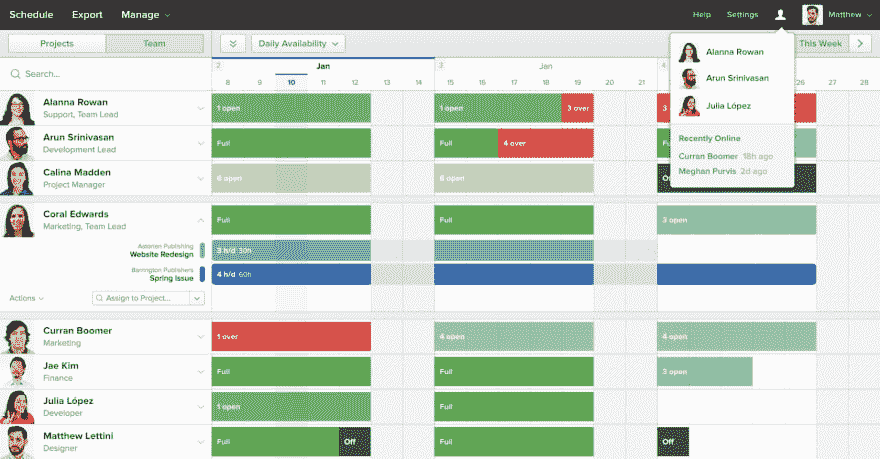 Schedule Export Manage Help Settings Matthew
Projects Team Daily Availability This Week
Alanna Rowan
Arun Srinivasan
Julia López
Recently Online
Curran Boomer 18h ago
Meghan Purvis 2d ago
Search...
2 Jan 3 Jan 4
8 9 10 11 12 13 14 15 16 17 18 19 20 21 22 26 27 28
Alanna Rowan
Support, Team Lead
1 open 1 open 3 over
Arun Srinivasan
Development Lead
Full Full 4 over
Calina Madden
Project Manager
6 open 6 open
Coral Edwards
Marketing, Team Lead
Full Full 3 open
Astorian Publishing
Website Redesign
3 h/d 30h
Barrington Publishers
Spring Issue
4 h/d 60h
Actions Assign to Project...
Curran Boomer
Marketing
1 over 4 open 4 open
Jae Kim
Finance
Full Full 3 open
Julia López
Developer
1 open Full
Matthew Lettini
Designer
Full Off Full Off